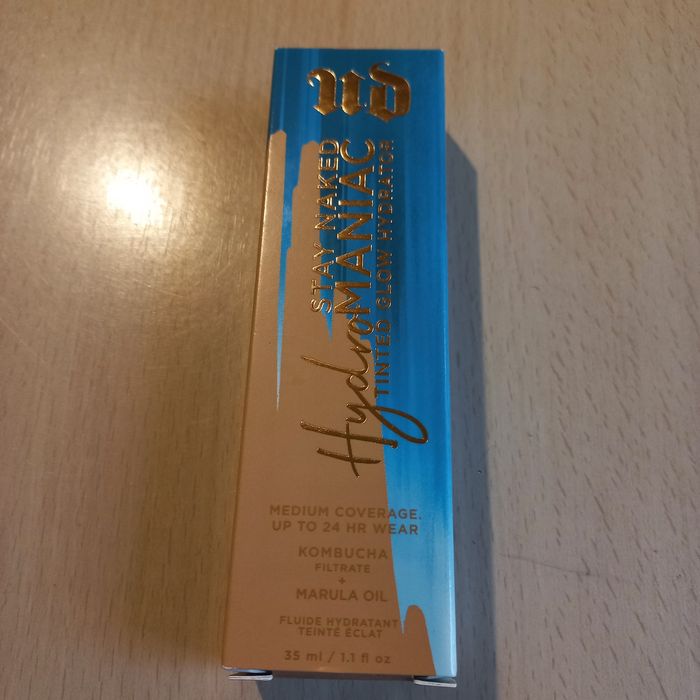 UD
STAY NAKED
HydroMANIAC
TINTED GLOW HYDRATOR
MEDIUM COVERAGE.
UP TO 24 HR WEAR
KOMBUCHA
FILTRATE
+
MARULA OIL
FLUIDE HYDRATANT
TEINTÉ ÉCLAT
35 ml / 1.1 fl oz